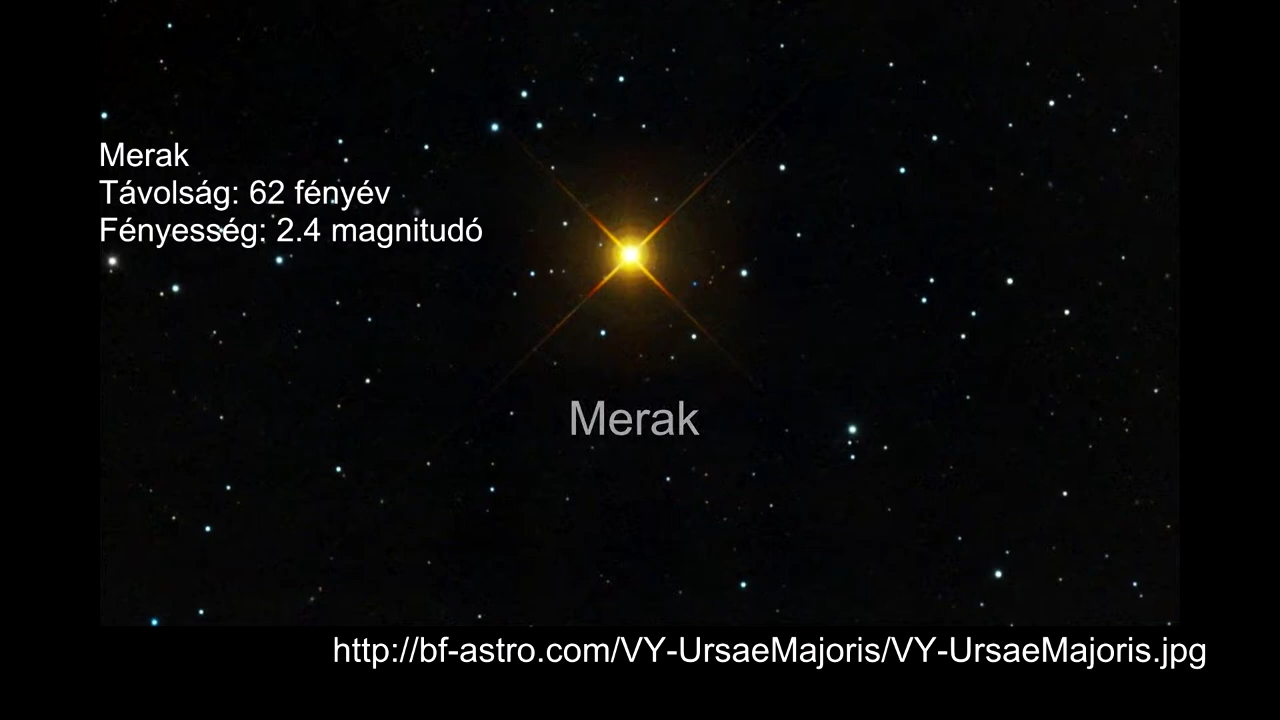 Merak
Távolság: 62 fényév
Fényesség: 2.4 magnitudó
Merak
http://bf-astro.com/VY-UrsaeMajoris/VY-UrsaeMajoris.jpg